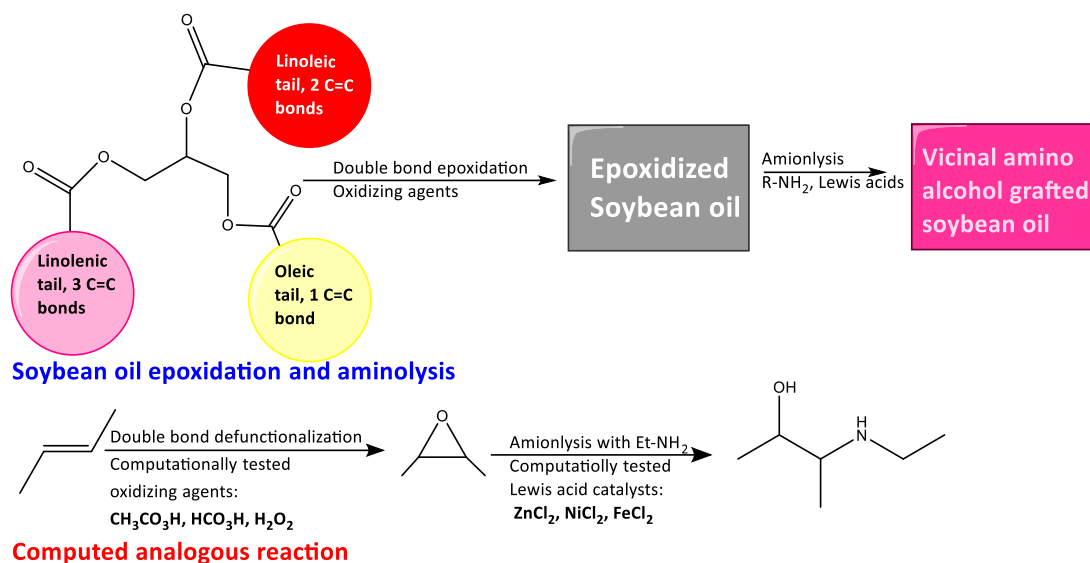 O
Linoleic
tail, 2 C=C
bonds
O
O
O
O
O
Linolenic
tail, 3 C=C
bonds
Oleic
tail, 1 C=C
bond
Double bond epoxidation
Oxidizing agents
Epoxidized
Soybean oil
Amionlysis
R-NH2, Lewis acids
Vicinal amino
alcohol grafted
soybean oil
Soybean oil epoxidation and aminolysis
Double bond defunctionalization
Computationally tested
oxidizing agents:
CH3CO3H, HCO3H, H2O2
O
Amionlysis with Et-NH2
Computatiolly tested
Lewis acid catalysts:
ZnCl2, NiCl2, FeCl2
OH
H
N
Computed analogous reaction